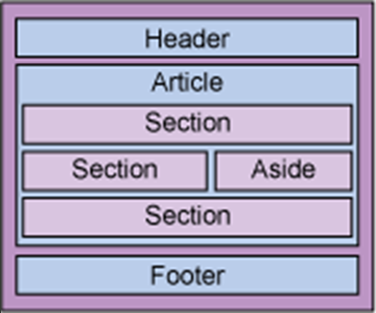 Header
Article
Section
Section Aside
Section
Footer